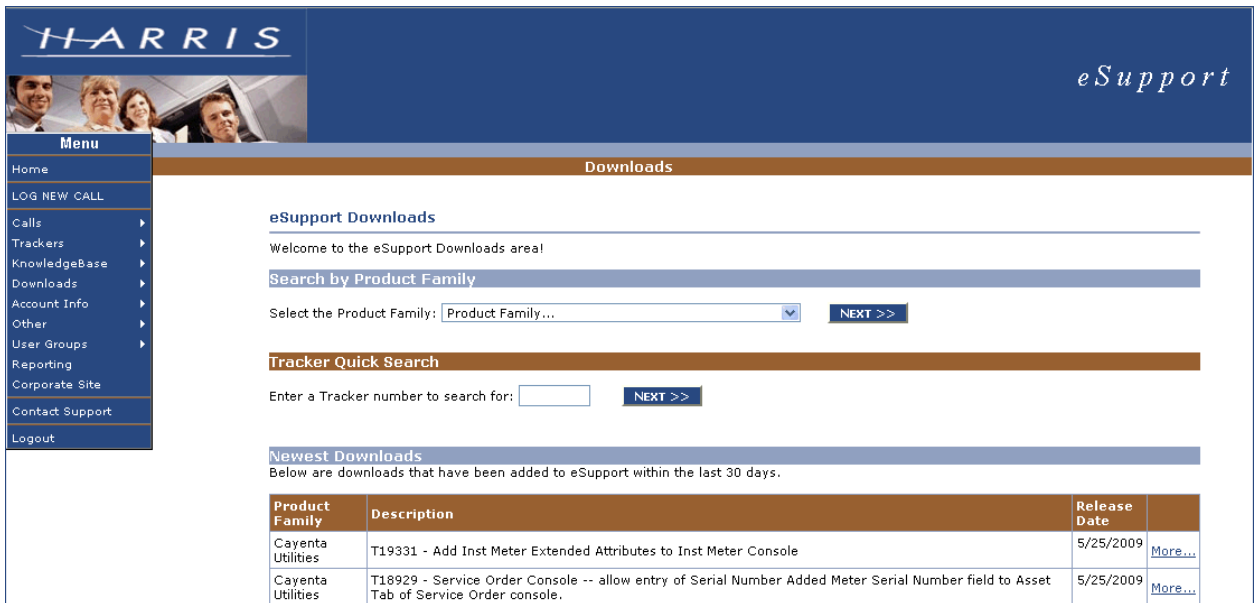 HARRIS
eSupport
Menu
Home
LOG NEW CALL
Calls
Trackers
KnowledgeBase
Downloads
Account Info
Other
User Groups
Reporting
Corporate Site
Contact Support
Logout
Downloads
eSupport Downloads
Welcome to the eSupport Downloads area!
Search by Product Family
Select the Product Family: Product Family... NEXT >>
Tracker Quick Search
Enter a Tracker number to search for: NEXT >>
Newest Downloads
Below are downloads that have been added to eSupport within the last 30 days.
Product Family Description Release Date
Cayenta Utilities T19331 - Add Inst Meter Extended Attributes to Inst Meter Console 5/25/2009 More...
Cayenta Utilities T18929 - Service Order Console -- allow entry of Serial Number Added Meter Serial Number field to Asset Tab of Service Order console. 5/25/2009 More...